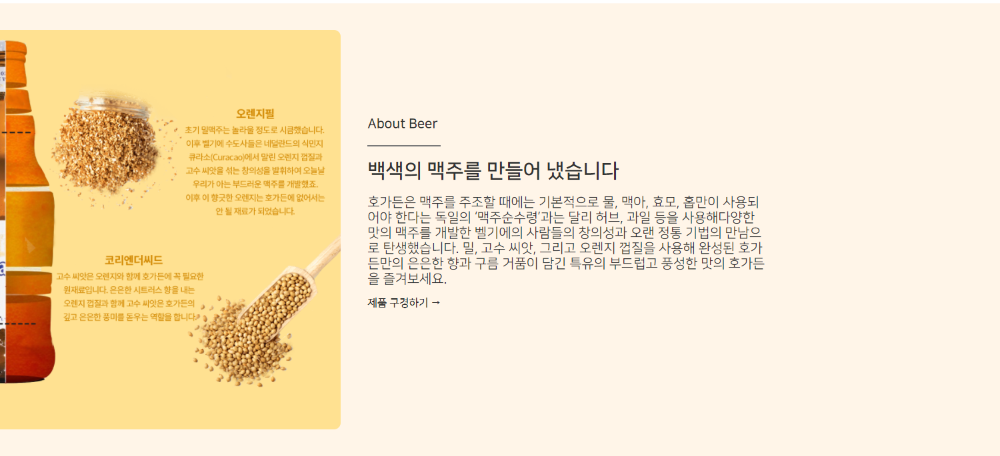 오렌지필
초기 밀맥주는 놀라울 정도로 시큼했습니다.
이후 벨기에 수도사들은 네덜란드의 식민지
큐라소(Curacao)에서 말린 오렌지 껍질과
고수 씨앗을 섞는 창의성을 발휘하여 오늘날
우리가 아는 부드러운 맥주를 개발했죠.
이후 이 향긋한 오렌지는 호가든에 없어서는
안 될 재료가 되었습니다.
코리엔더씨드
고수 씨앗은 오렌지와 함께 호가든에 꼭 필요한
원재료입니다. 은은한 시트러스 향을 내는
오렌지 껍질과 함께 고수 씨앗은 호가든의
깊고 은은한 풍미를 돋우는 역할을 합니다.
About Beer
백색의 맥주를 만들어 냈습니다
호가든은 맥주를 주조할 때에는 기본적으로 물, 맥아, 효모, 홉만이 사용되
어야 한다는 독일의 ‘맥주순수령’과는 달리 허브, 과일 등을 사용해다양한
맛의 맥주를 개발한 벨기에의 사람들의 창의성과 오랜 정통 기법의 만남으
로 탄생했습니다. 밀, 고수 씨앗, 그리고 오렌지 껍질을 사용해 완성된 호가
든만의 은은한 향과 구름 거품이 담긴 특유의 부드럽고 풍성한 맛의 호가든
을 즐겨보세요.
제품 구경하기 →